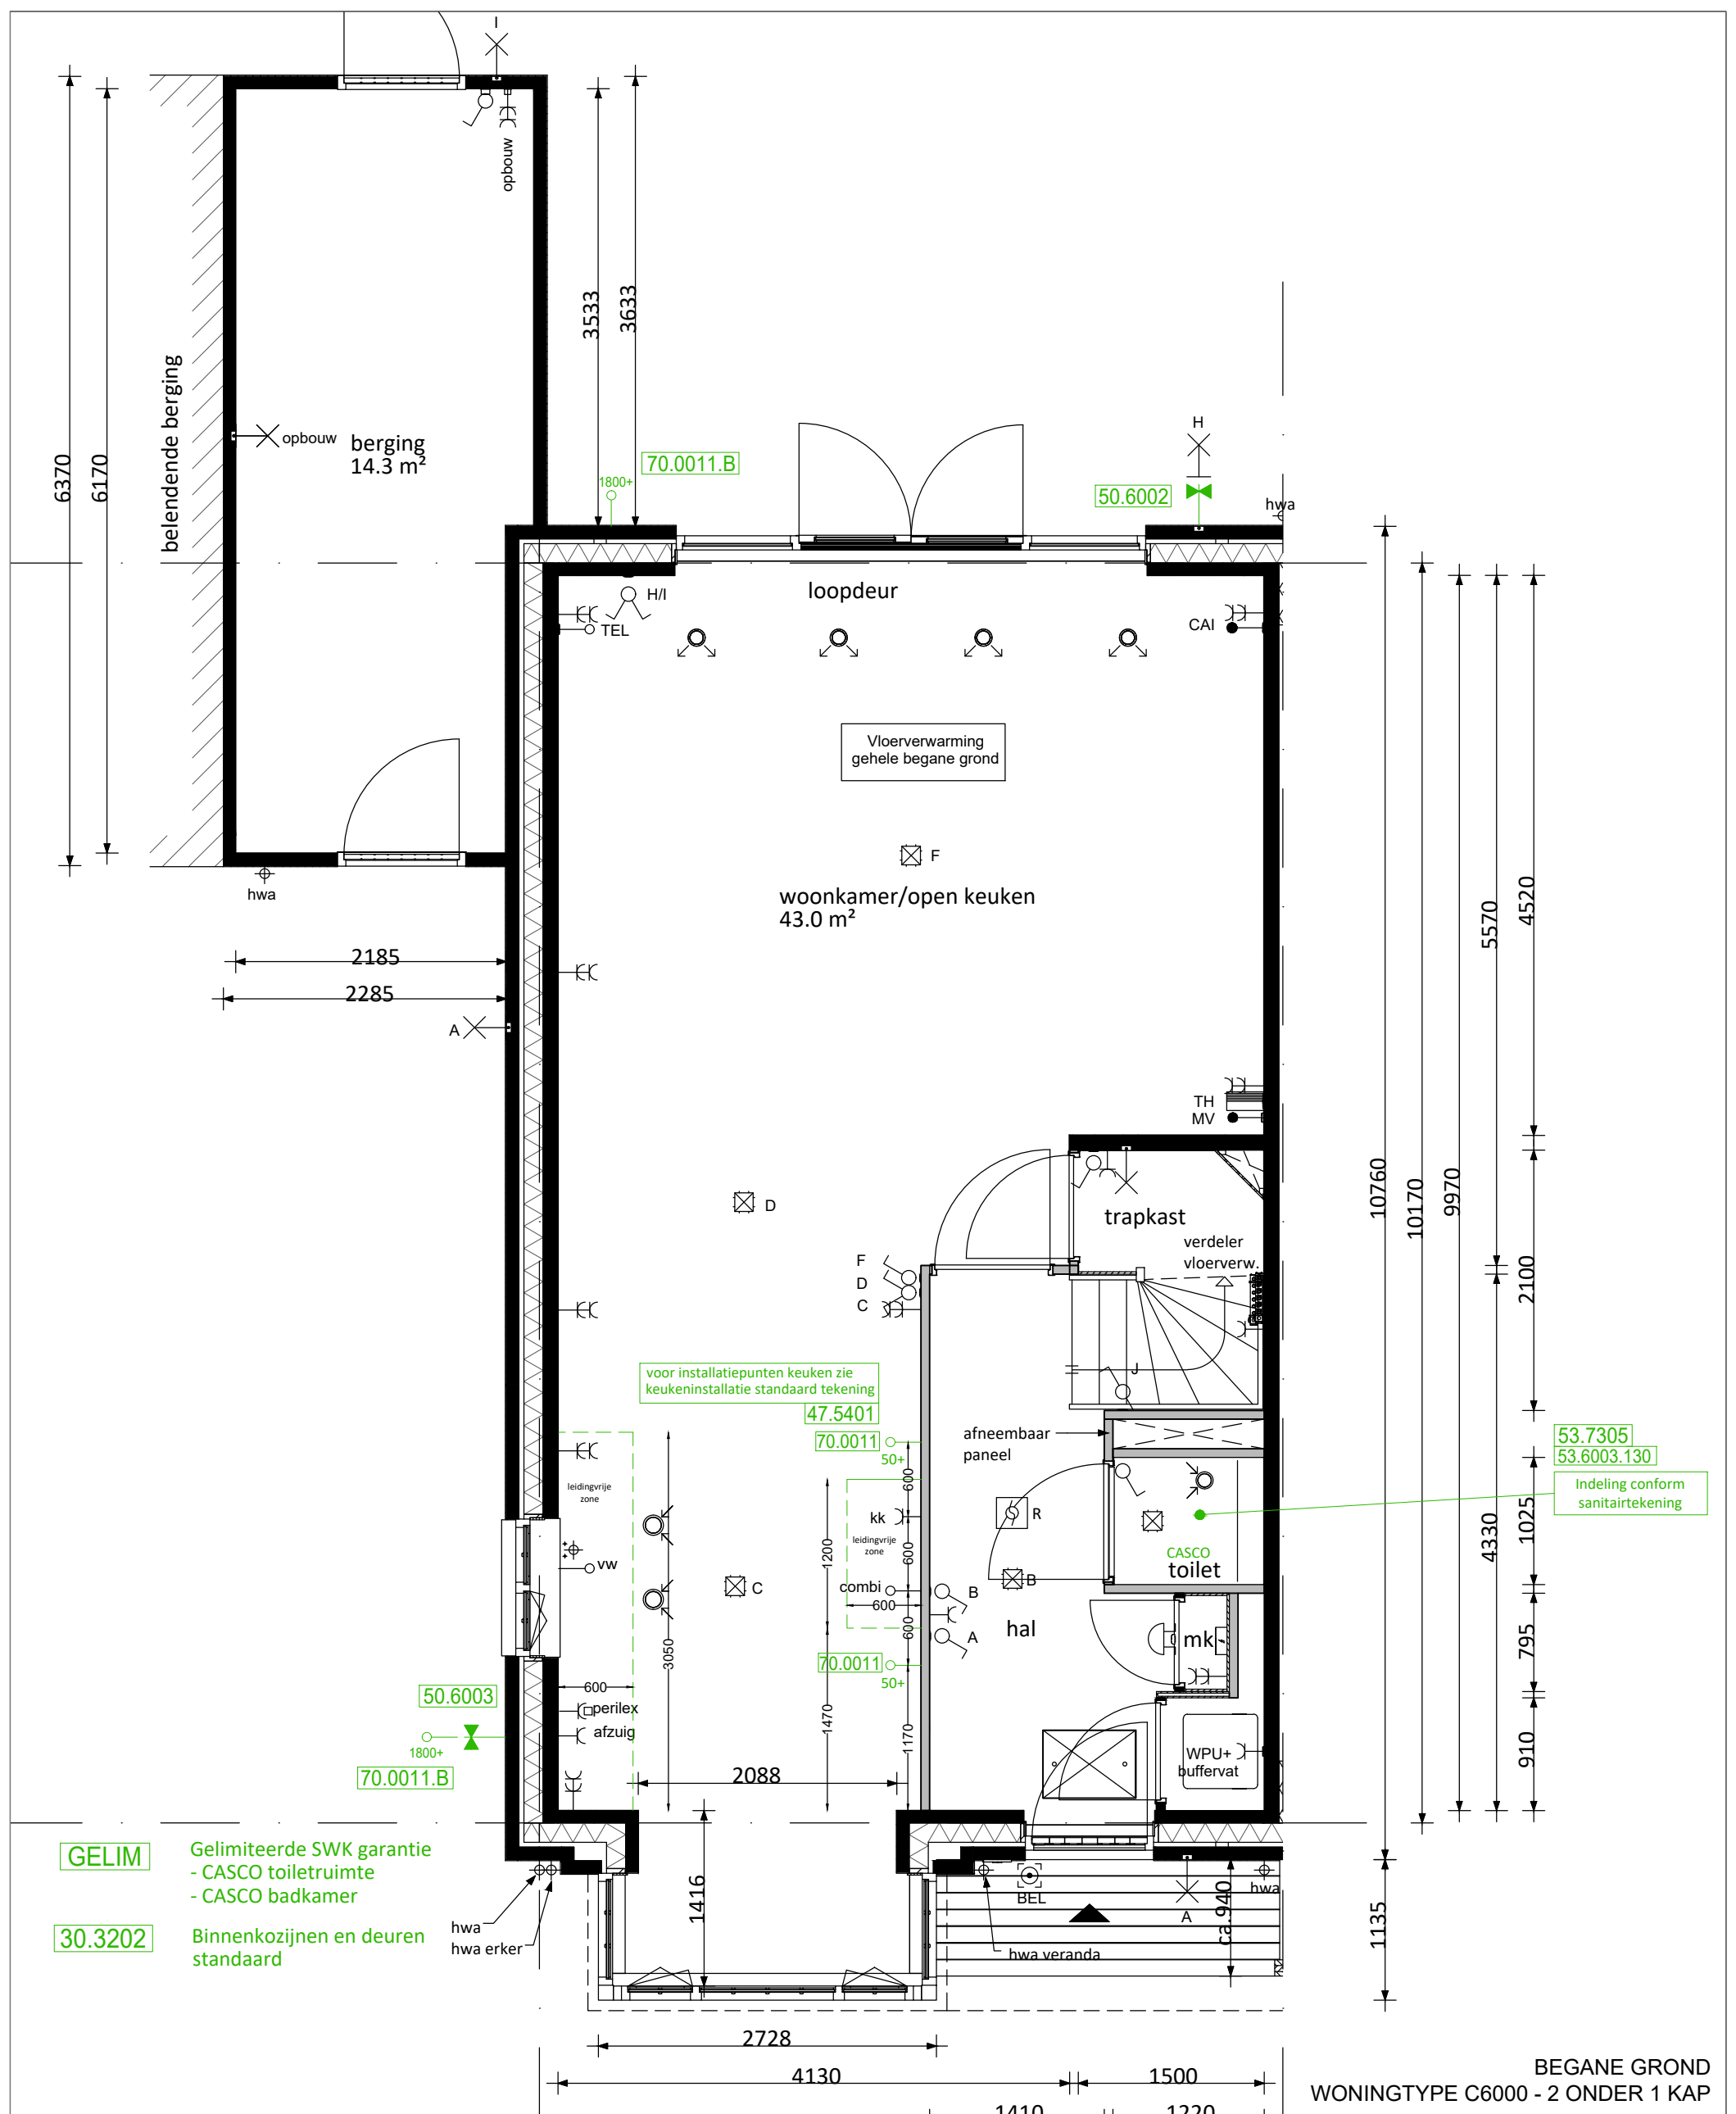 I
opbouw
6370
6170
3533
3633
belendende berging
opbouw
berging
14.3 m²
70.0011.B
1800+
H
50.6002
hwa
loopdeur
H/I
TEL
CAI
Vloerverwarming
gehele begane grond
F
woonkamer/open keuken
43.0 m²
hwa
2185
2285
A
5570
4520
TH
MV
10760
10170
9970
2100
trapkast
verdeler
vloerverw.
D
F
D
C
J
voor installatiepunten keuken zie
keukeninstallatie standaard tekening
47.5401
70.0011
50+
afneembaar
paneel
53.7305
53.6003.130
Indeling conform
sanitairtekening
leidingvrije
zone
600
kk
R
leidingvrije
zone
1200
600
4330
1025
vw
C
combi
600
B
B
CASCO
toilet
A
hal
mk
795
3050
600
70.0011
50+
600
perilex
afzuig
50.6003
1800+
70.0011.B
1470
1170
WPU+
buffervat
910
2088
GELIM
Gelimiteerde SWK garantie
- CASCO toiletruimte
- CASCO badkamer
30.3202
Binnenkozijnen en deuren
standaard
hwa
hwa erker
1416
BEL
hwa veranda
A
ca.940
hwa
1135
2728
4130
1500
1410
1220
BEGANE GROND
WONINGTYPE C6000 - 2 ONDER 1 KAP